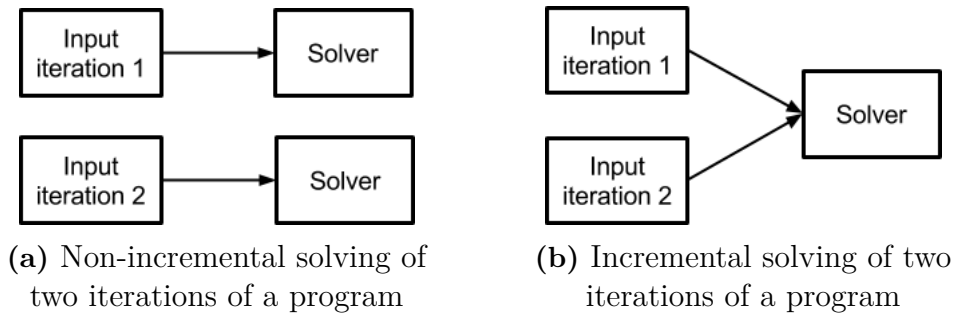 Input
iteration 1
Solver
Input
iteration 2
Solver
(a) Non-incremental solving of
two iterations of a program
Input
iteration 1
Input
iteration 2
Solver
(b) Incremental solving of two
iterations of a program